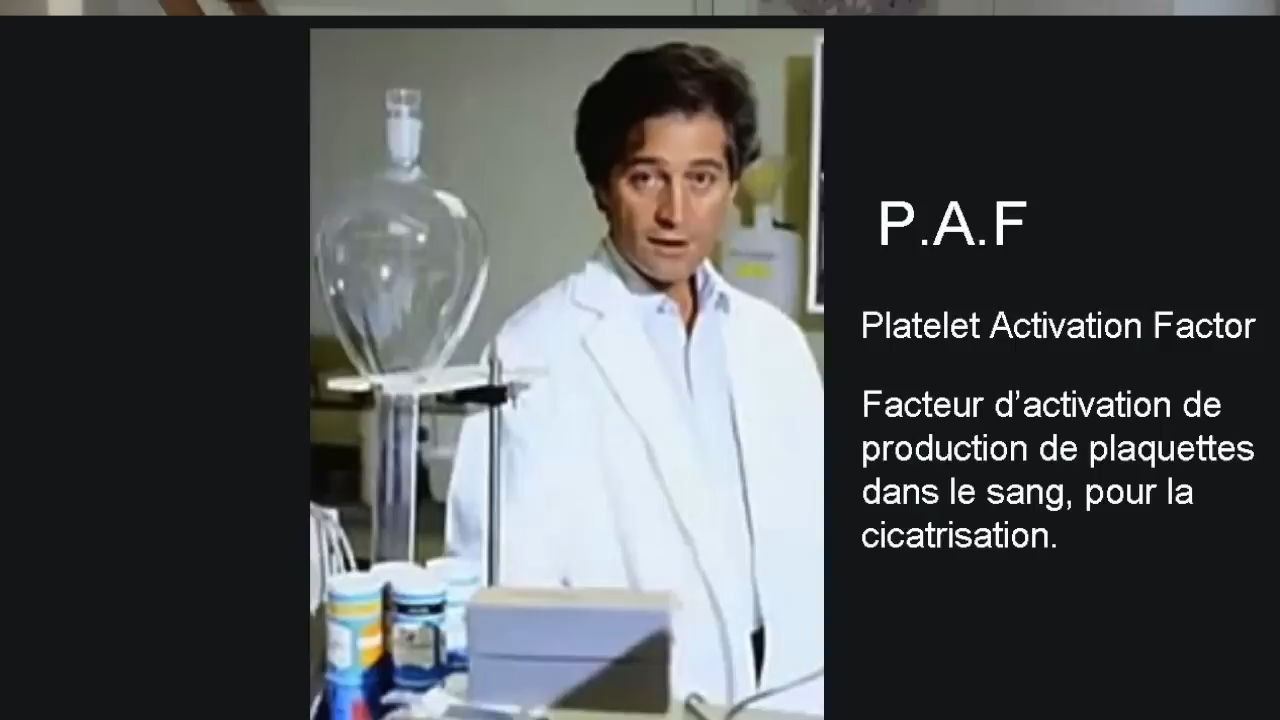 P.A.F
Platelet Activation Factor
Facteur d’activation de
production de plaquettes
dans le sang, pour la
cicatrisation.